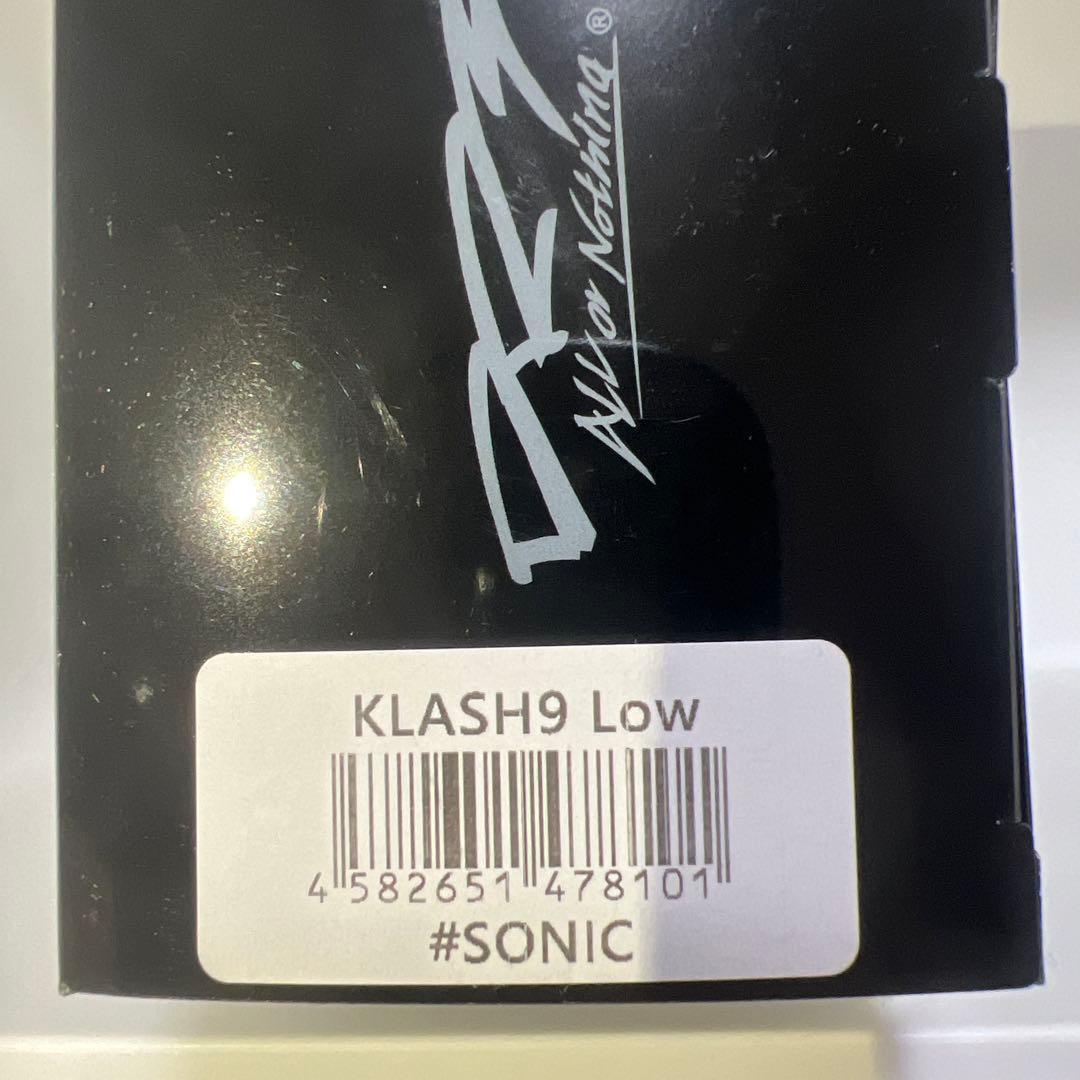 All or Nothing ®
KLASH9 Low
4 582651 478101
#SONIC